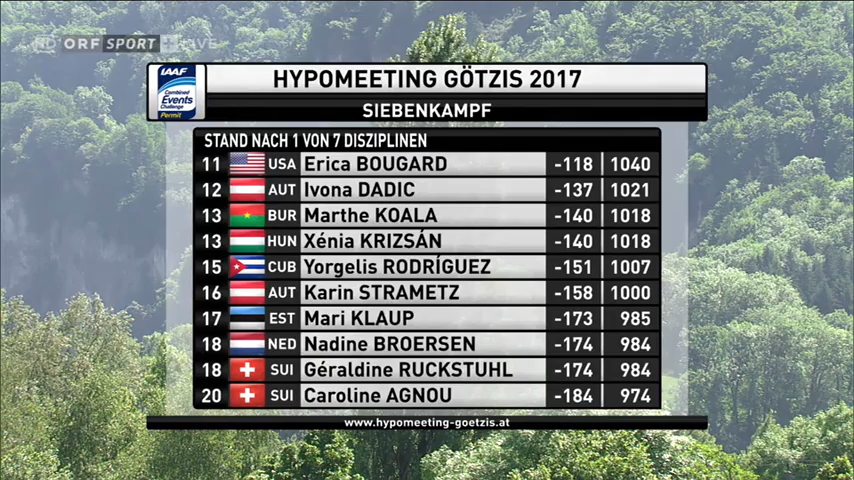 HD ORF SPORT + LIVE
IAAF
Combined
Events
Challenge
Permit
HYPOMEETING GÖTZIS 2017
SIEBENKAMPF
STAND NACH 1 VON 7 DISZIPLINEN
11 USA Erica BOUGARD -118 1040
12 AUT Ivona DADIC -137 1021
13 BUR Marthe KOALA -140 1018
13 HUN Xénia KRIZSÁN -140 1018
15 CUB Yorgelis RODRÍGUEZ -151 1007
16 AUT Karin STRAMETZ -158 1000
17 EST Mari KLAUP -173 985
18 NED Nadine BROERSEN -174 984
18 SUI Géraldine RUCKSTUHL -174 984
20 SUI Caroline AGNOU -184 974
www.hypomeeting-goetzis.at